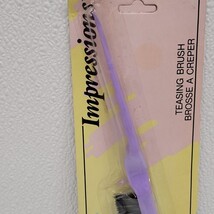 Impressions
TEASING BRUSH
BROSSE A CREPER